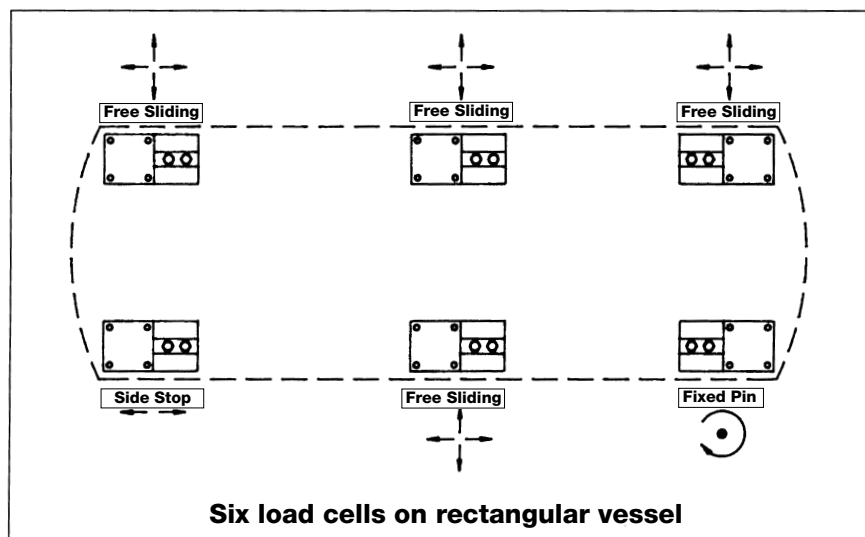 Free Sliding
Free Sliding
Free Sliding
Side Stop
Free Sliding
Fixed Pin
Six load cells on rectangular vessel